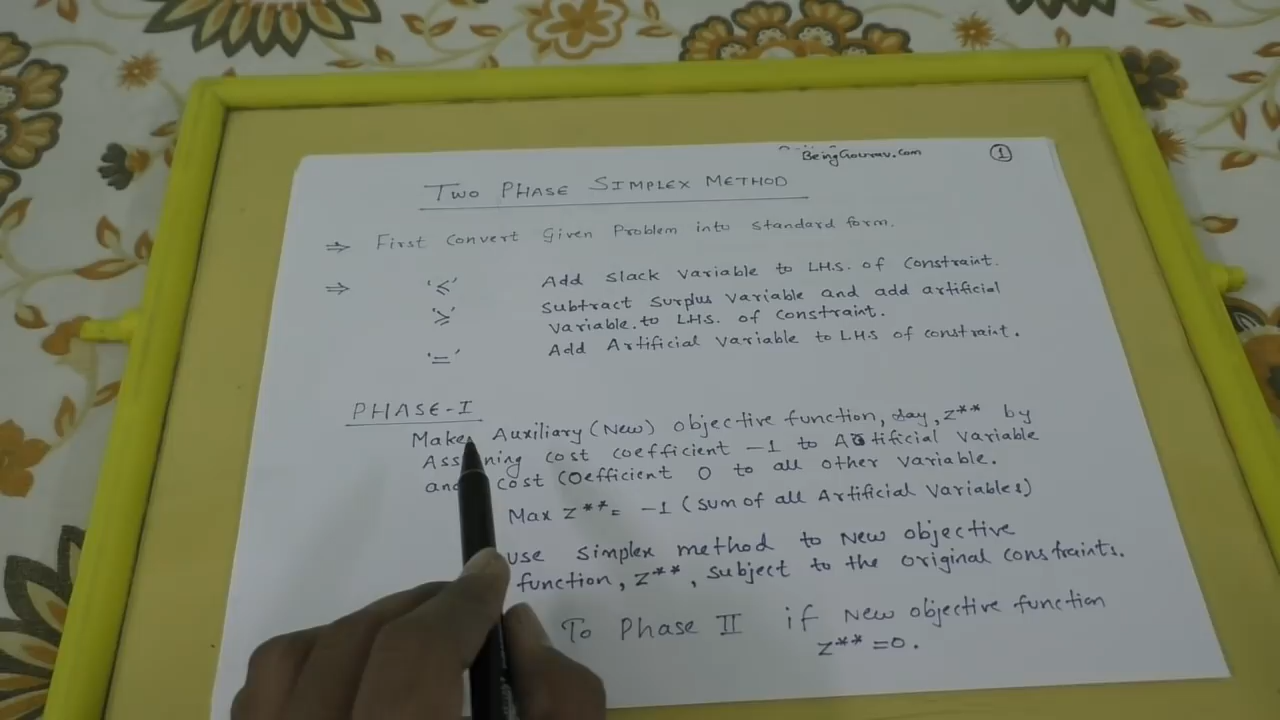 BeingGourav.com
1
TWO PHASE SIMPLEX METHOD
⇒ First Convert Given Problem into Standard form.
⇒ '≤' Add Slack Variable to LHS. of Constraint.
'≥' Subtract Surplus Variable and add artificial
Variable. to LHS. of constraint.
'=' Add Artificial Variable to LHS of constraint.
PHASE-I
Makes Auxiliary (New) objective function, say, Z** by
Assigning cost coefficient -1 to Artificial Variable
and cost coefficient 0 to all other variable.
Max Z** = -1 (sum of all Artificial Variables)
use simplex method to New objective
function, Z**, subject to the original constraints.
To Phase II if New objective function
Z** = 0.